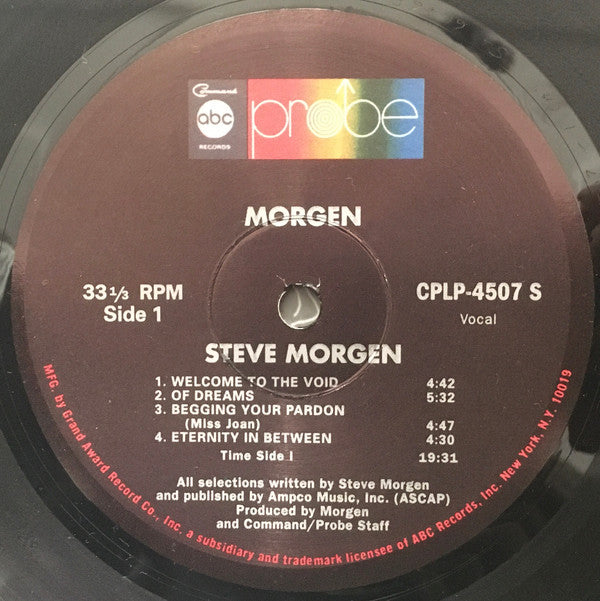 Command
abc
RECORDS
probe
MORGEN
33 1/3 RPM
Side 1
CPLP-4507 S
Vocal
STEVE MORGEN
1. WELCOME TO THE VOID 4:42
2. OF DREAMS 5:32
3. BEGGING YOUR PARDON
(Miss Joan) 4:47
4. ETERNITY IN BETWEEN 4:30
Time Side I 19:31
All selections written by Steve Morgen
and published by Ampco Music, Inc. (ASCAP)
Produced by Morgen
and Command/Probe Staff
MFG. by Grand Award Record Co., Inc. a subsidiary and trademark licensee of ABC Records, Inc. New York, N.Y. 10019